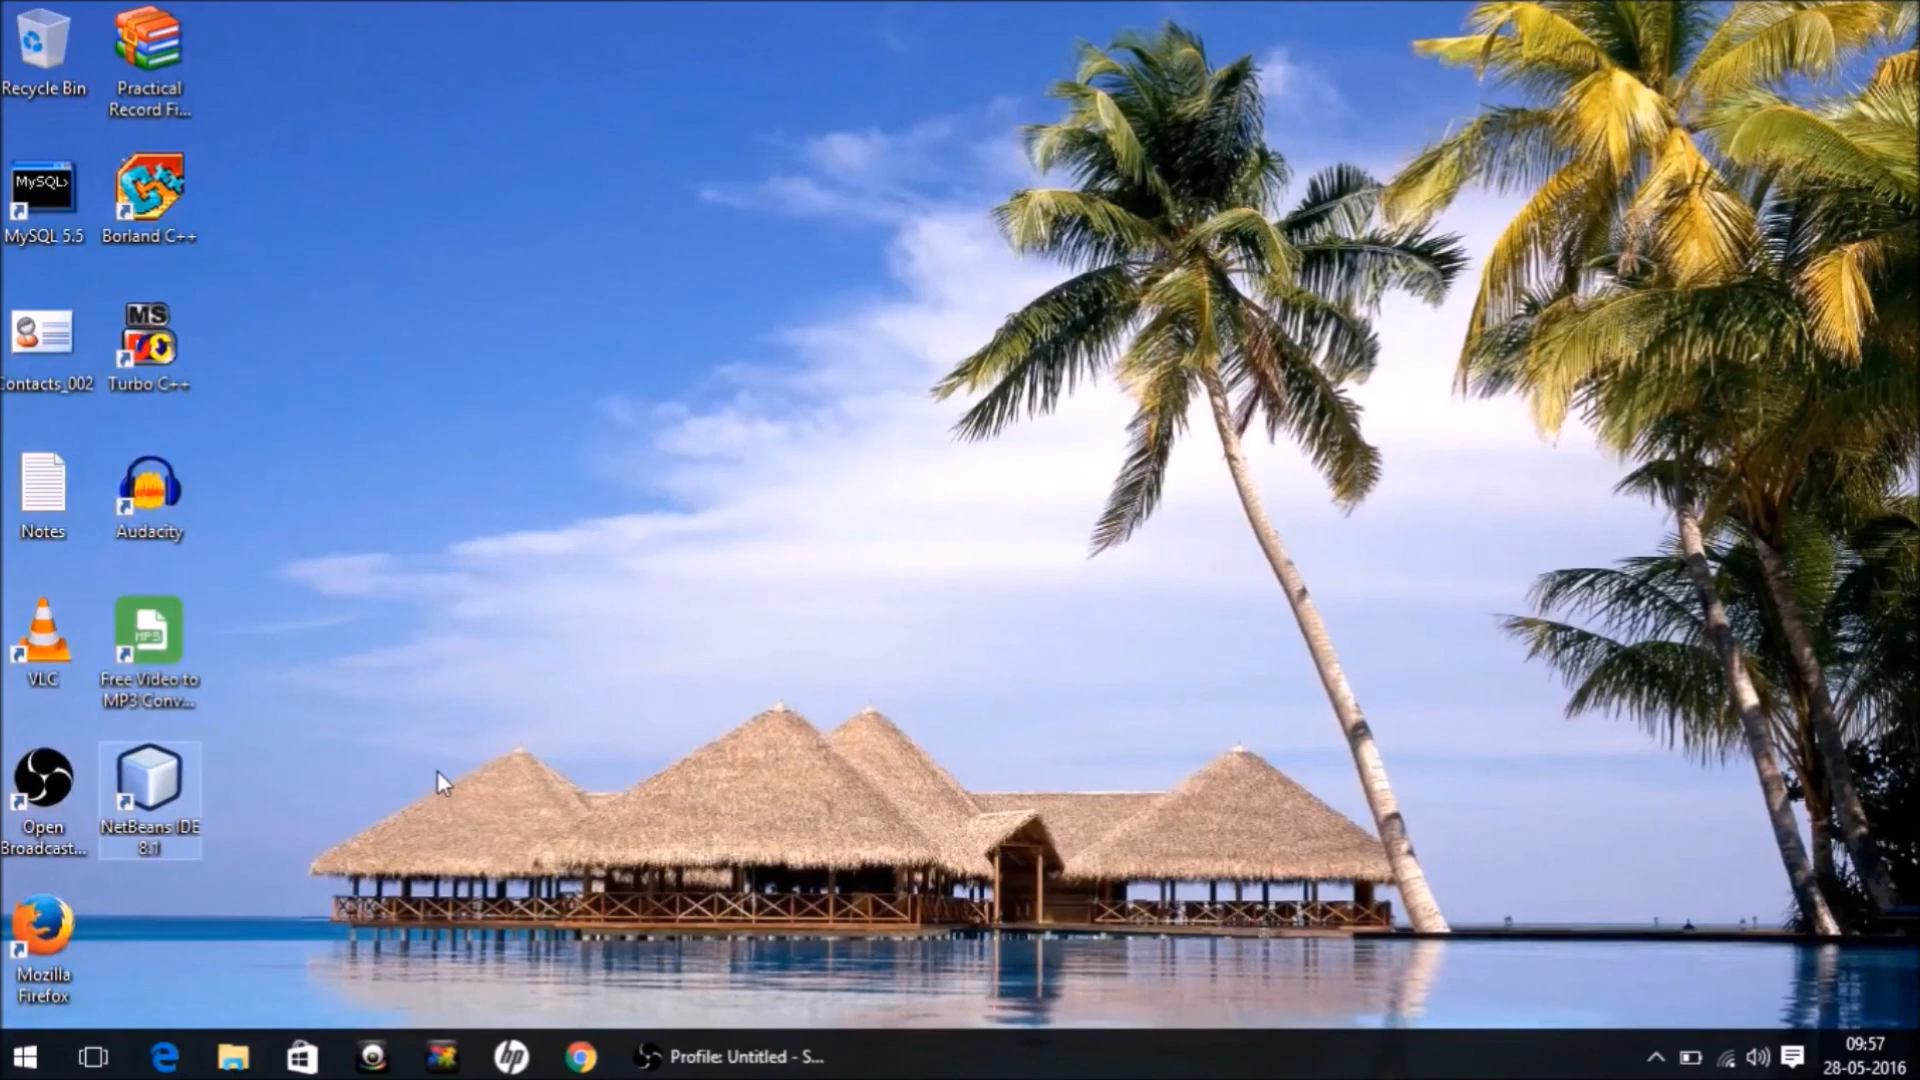 Recycle Bin
Practical
Record Fi...
MySQL>
MySQL 5.5
Borland C++
Contacts_002
MS
Turbo C++
Notes
Audacity
VLC
MP3
Free Video to
MP3 Conv...
Open
Broadcast...
NetBeans IDE
8.1
Mozilla
Firefox
hp
Profile: Untitled - S...
09:57
28-05-2016